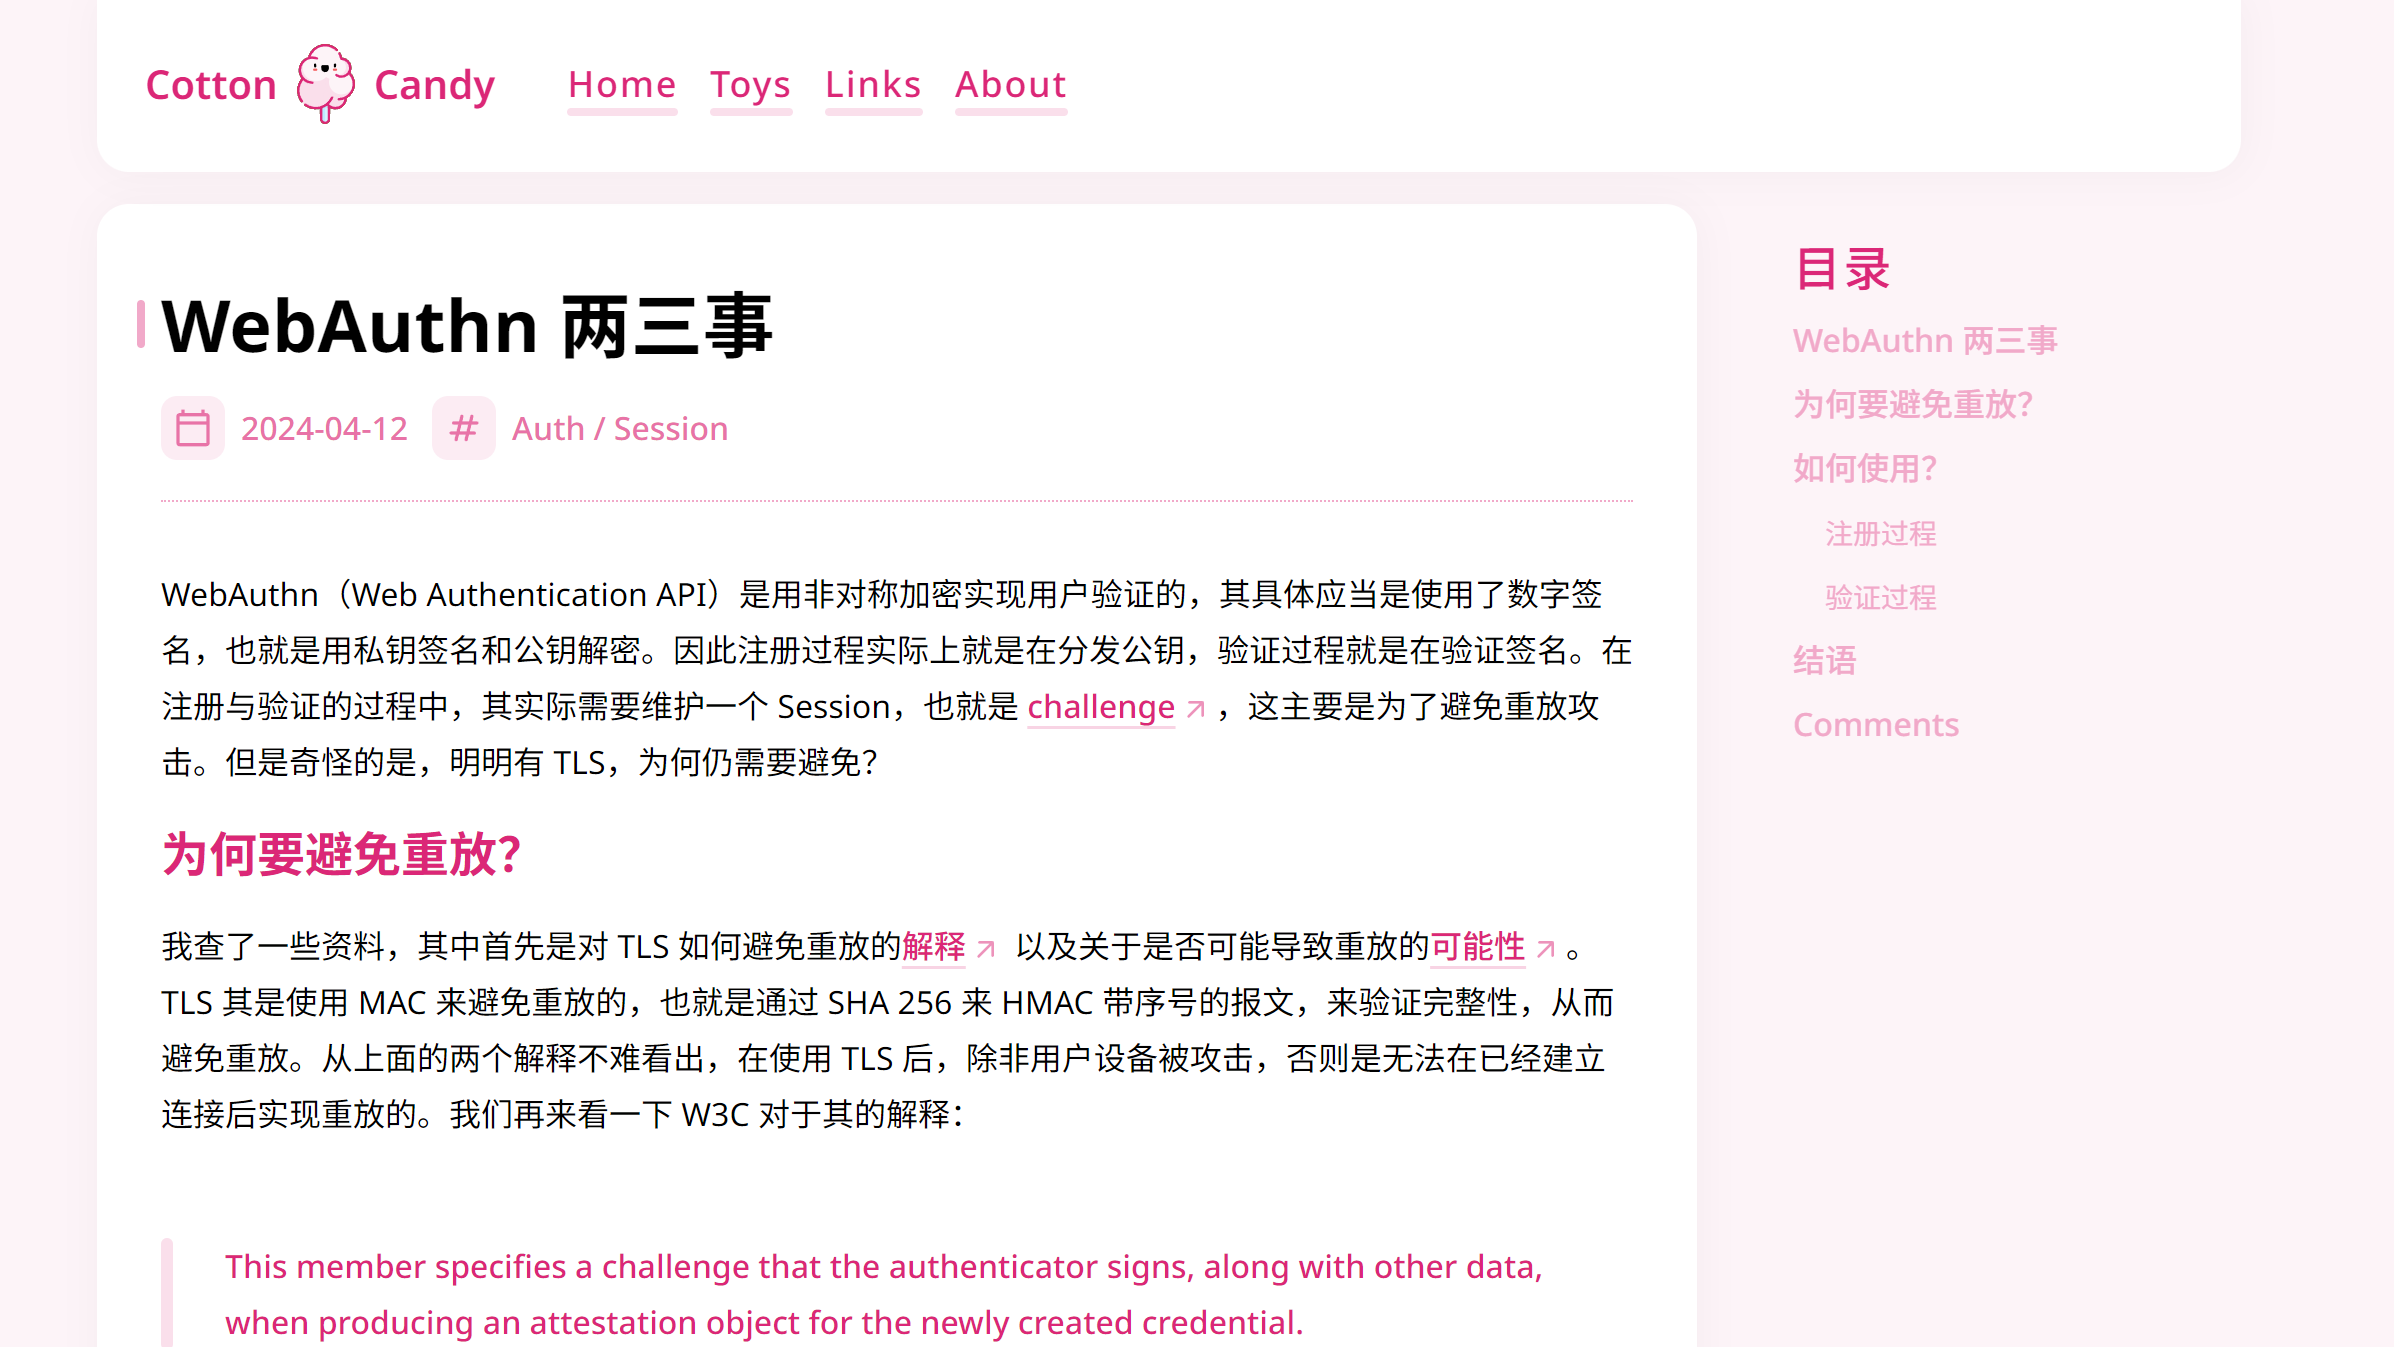 Cotton Candy
Home Toys Links About
WebAuthn 两三事
2024-04-12 # Auth / Session
WebAuthn（Web Authentication API）是用非对称加密实现用户验证的，其具体应当是使用了数字签
名，也就是用私钥签名和公钥解密。因此注册过程实际上就是在分发公钥，验证过程就是在验证签名。在
注册与验证的过程中，其实际需要维护一个 Session，也就是 challenge ，这主要是为了避免重放攻
击。但是奇怪的是，明明有 TLS，为何仍需要避免？
为何要避免重放？
我查了一些资料，其中首先是对 TLS 如何避免重放的解释 以及关于是否可能导致重放的可能性 。
TLS 其是使用 MAC 来避免重放的，也就是通过 SHA 256 来 HMAC 带序号的报文，来验证完整性，从而
避免重放。从上面的两个解释不难看出，在使用 TLS 后，除非用户设备被攻击，否则是无法在已经建立
连接后实现重放的。我们再来看一下 W3C 对于其的解释：
This member specifies a challenge that the authenticator signs, along with other data,
when producing an attestation object for the newly created credential.
目录
WebAuthn 两三事
为何要避免重放？
如何使用？
注册过程
验证过程
结语
Comments